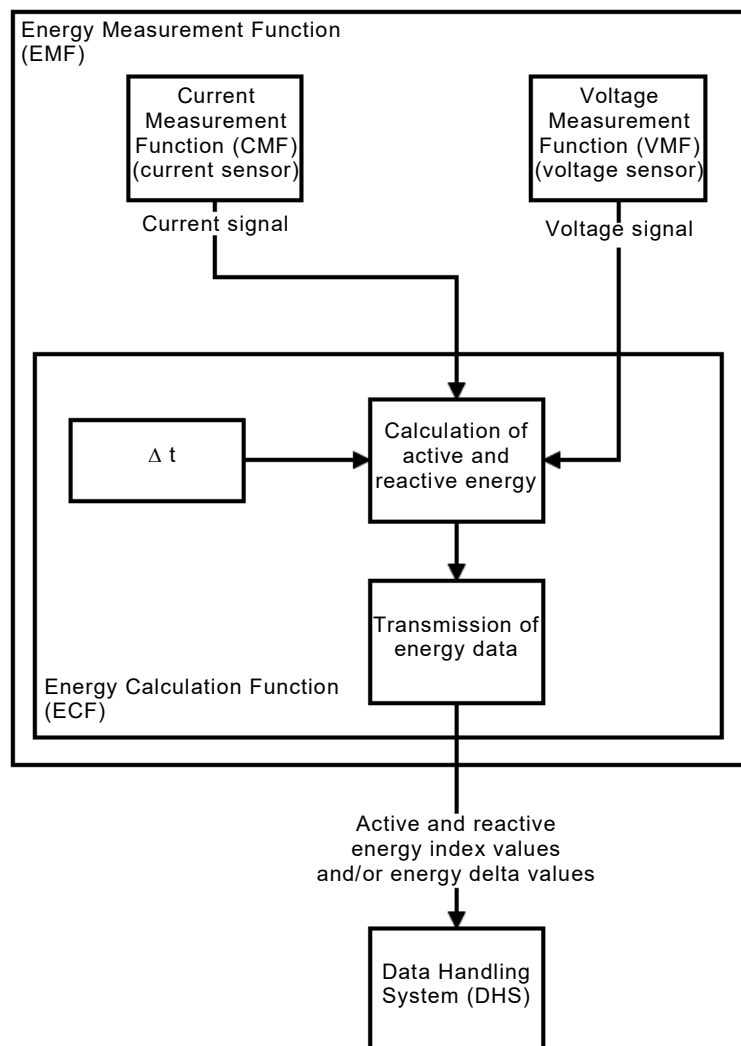 Energy Measurement Function
(EMF)
Current
Measurement
Function (CMF)
(current sensor)
Voltage
Measurement
Function (VMF)
(voltage sensor)
Current signal
Voltage signal
Δ t
Calculation of
active and
reactive energy
Transmission of
energy data
Energy Calculation Function
(ECF)
Active and reactive
energy index values
and/or energy delta values
Data Handling
System (DHS)